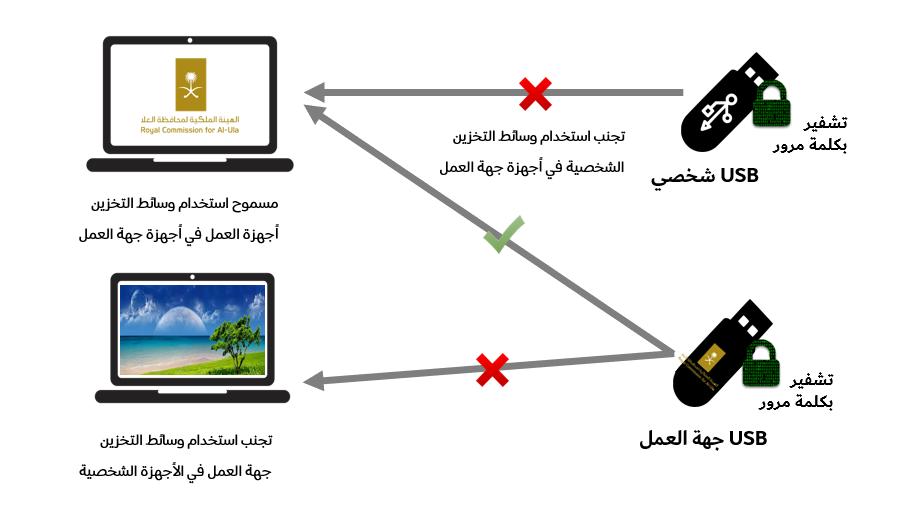 الهيئة الملكية لمحافظة العلا
Royal Commission for Al-Ula
تشفير
بكلمة مرور
USB شخصي
تجنب استخدام وسائط التخزين
الشخصية في أجهزة جهة العمل
مسموح استخدام وسائط التخزين
أجهزة العمل في أجهزة جهة العمل
تشفير
بكلمة مرور
USB جهة العمل
تجنب استخدام وسائط التخزين
جهة العمل في الأجهزة الشخصية